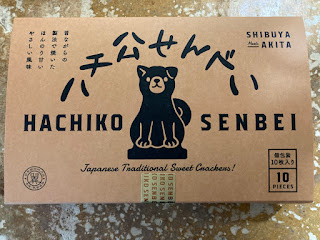 昔ながらの
製法で焼いた
ほんのり甘い
やさしい風味
ハチ公せんべい
SHIBUYA
Meets
AKITA
HACHIKO SENBEI
Japanese Traditional Sweet Crackers!
個包装
10枚入り
10
PIECES